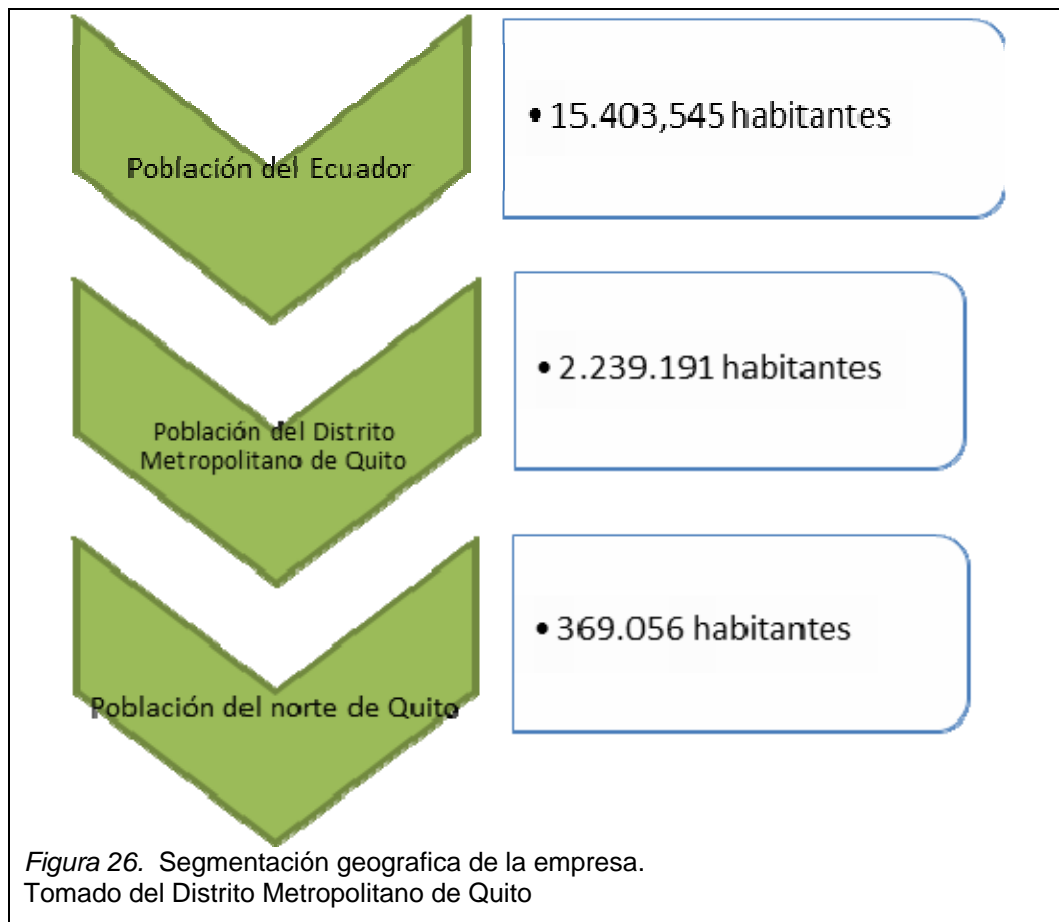 Población del Ecuador
• 15.403,545 habitantes
Población del Distrito
Metropolitano de Quito
• 2.239.191 habitantes
Población del norte de Quito
• 369.056 habitantes
Figura 26. Segmentación geografica de la empresa.
Tomado del Distrito Metropolitano de Quito